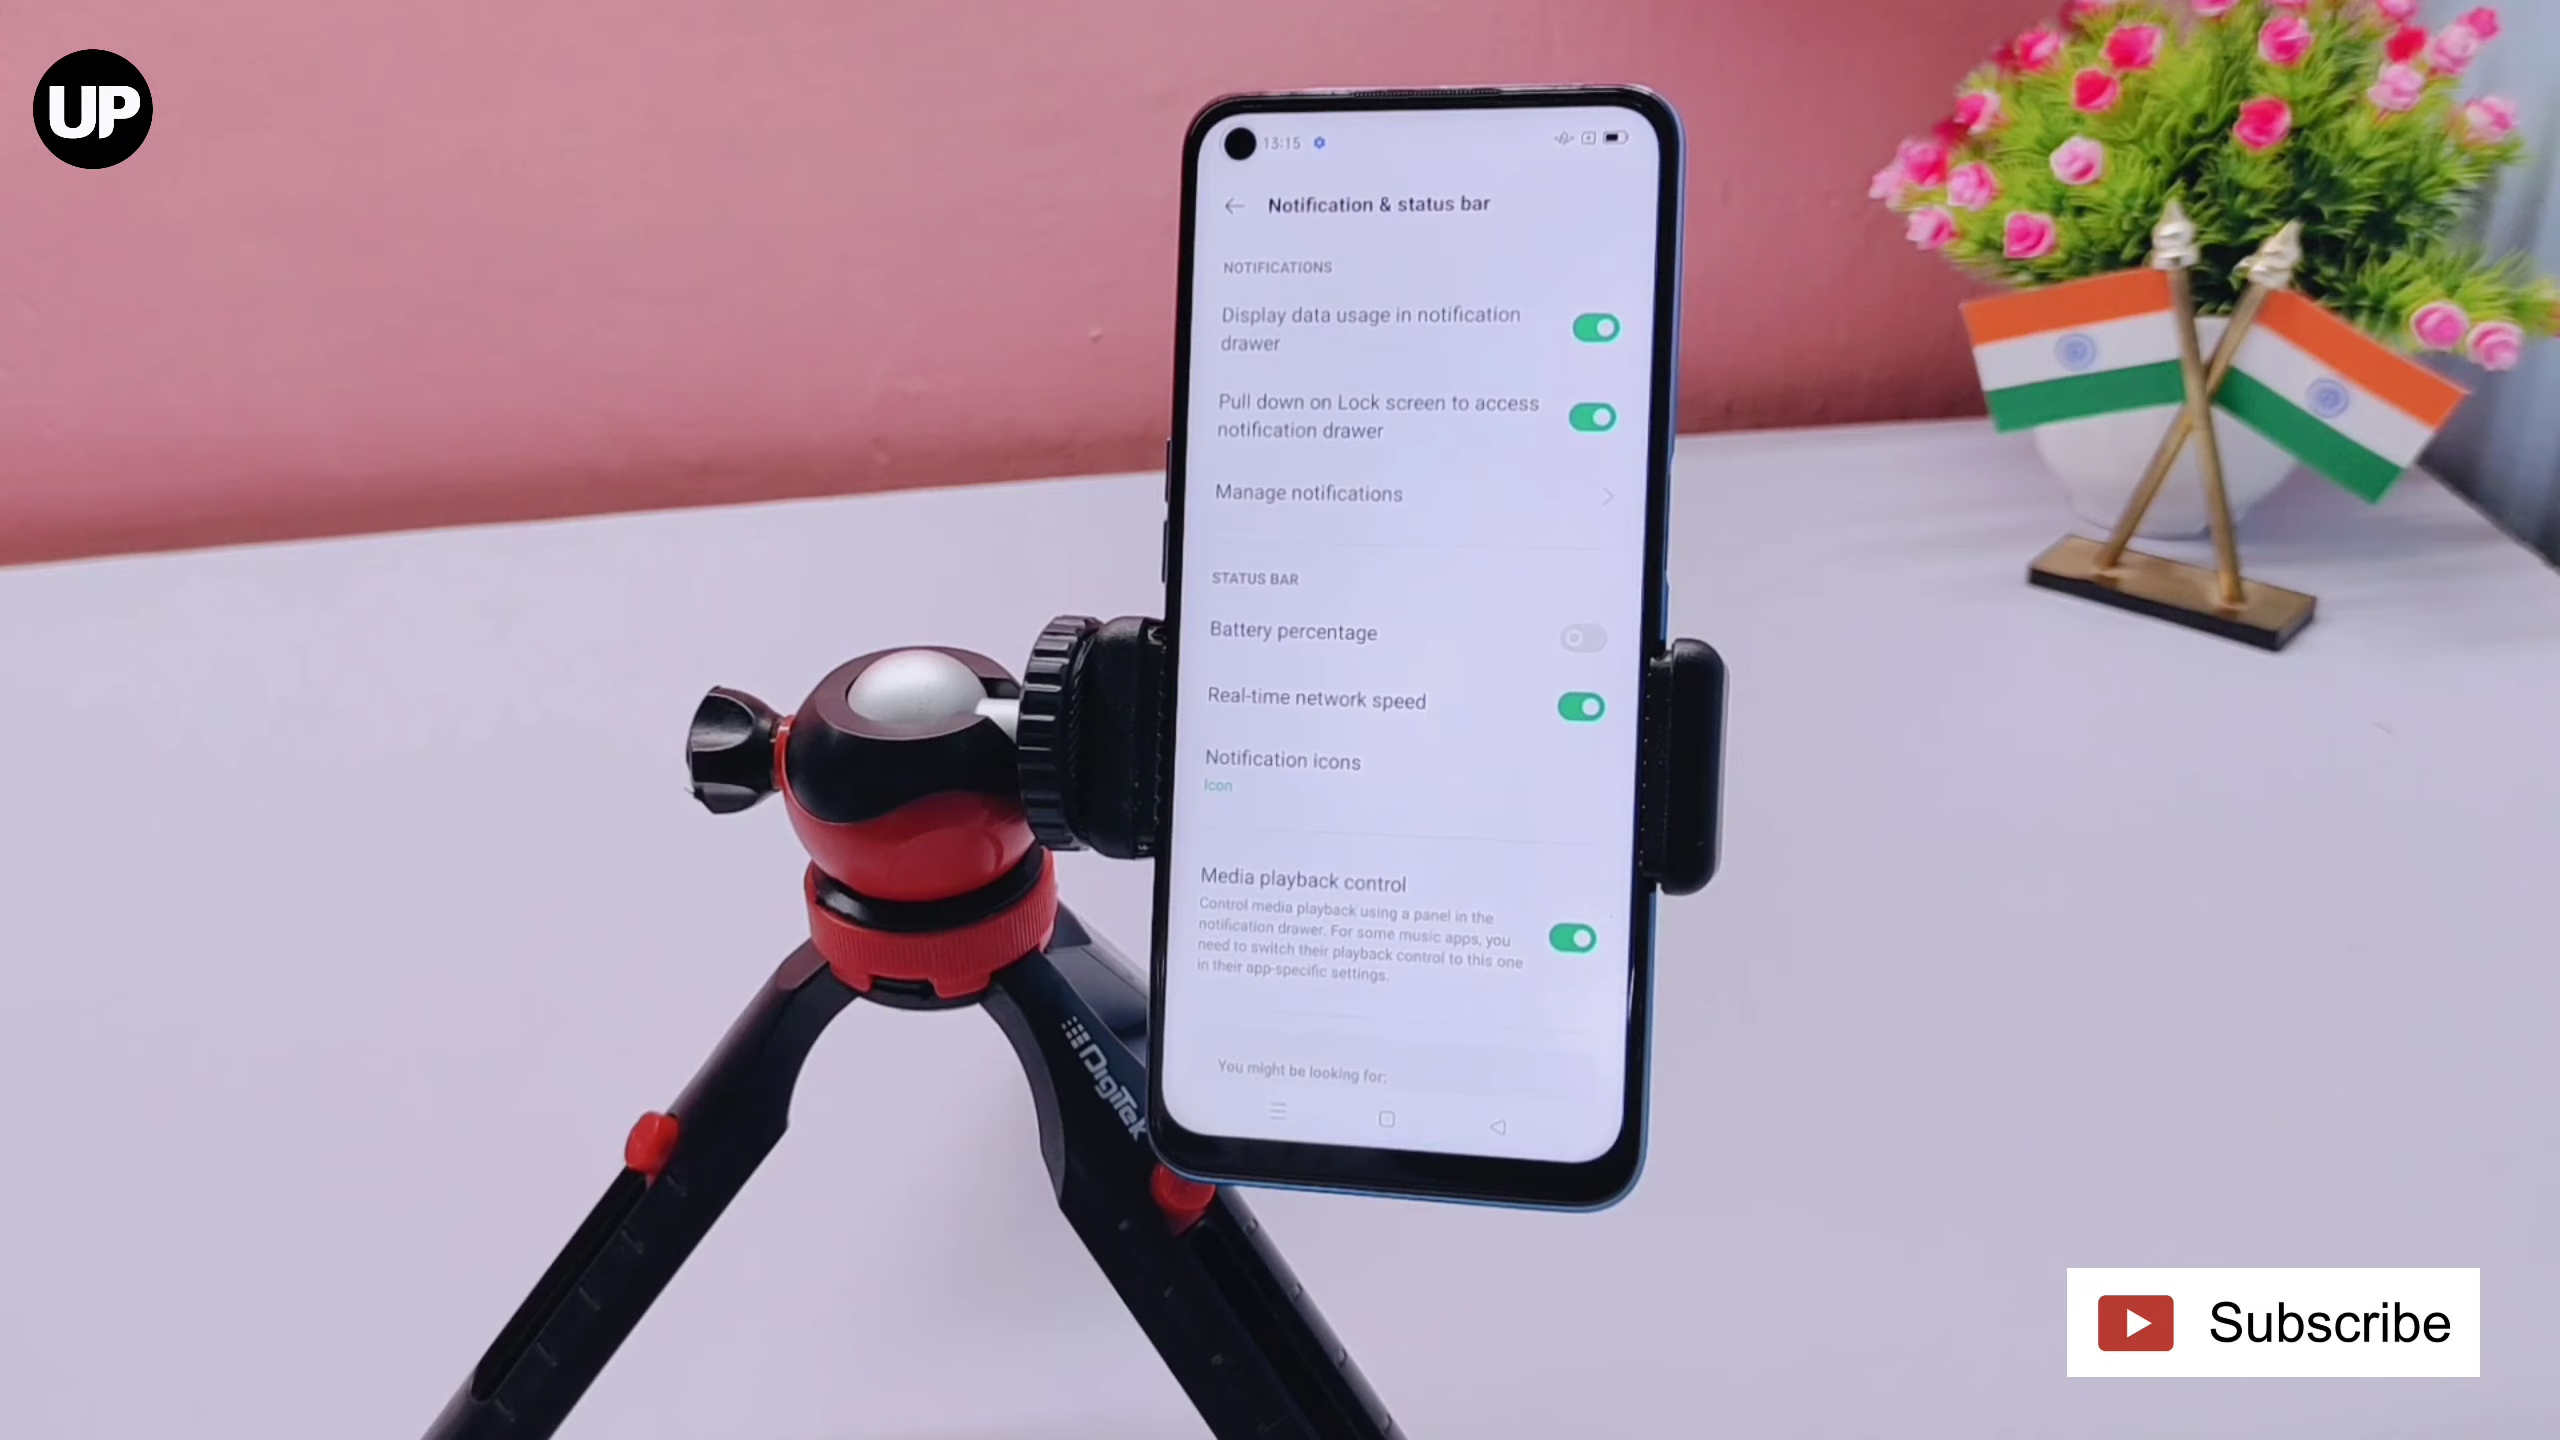 UP
13:15
Notification & status bar
NOTIFICATIONS
Display data usage in notification
drawer
Pull down on Lock screen to access
notification drawer
Manage notifications
STATUS BAR
Battery percentage
Real-time network speed
Notification icons
Icon
Media playback control
Control media playback using a panel in the
notification drawer. For some music apps, you
need to switch their playback control to this one
in their app-specific settings.
You might be looking for:
DIGITEK
Subscribe